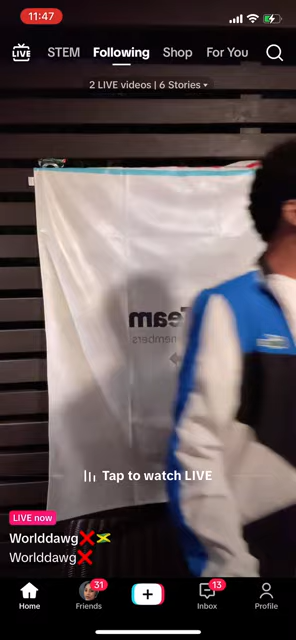 11:47
LIVE STEM Following Shop For You
2 LIVE videos | 6 Stories
Team
members
Tap to watch LIVE
LIVE now
Worlddawg❌🇯🇲
Worlddawg❌
31 13
Home Friends Inbox Profile